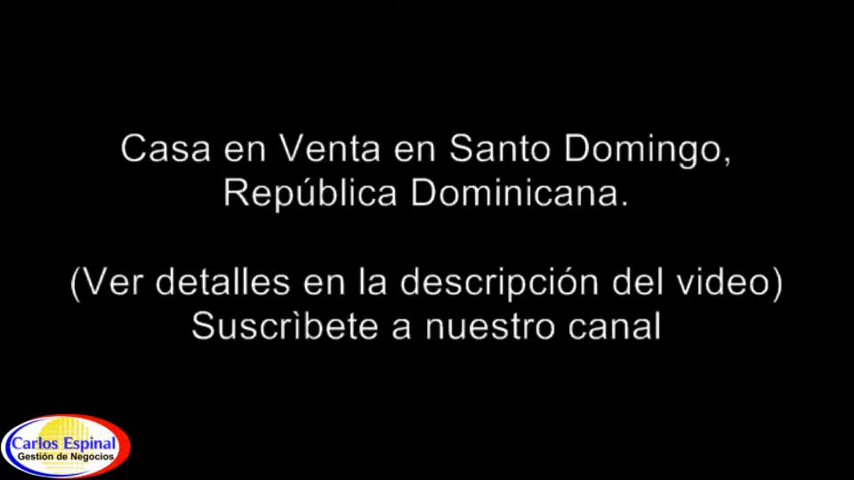 Casa en Venta en Santo Domingo,
República Dominicana.
(Ver detalles en la descripción del video)
Suscrìbete a nuestro canal
Carlos Espinal
Gestión de Negocios